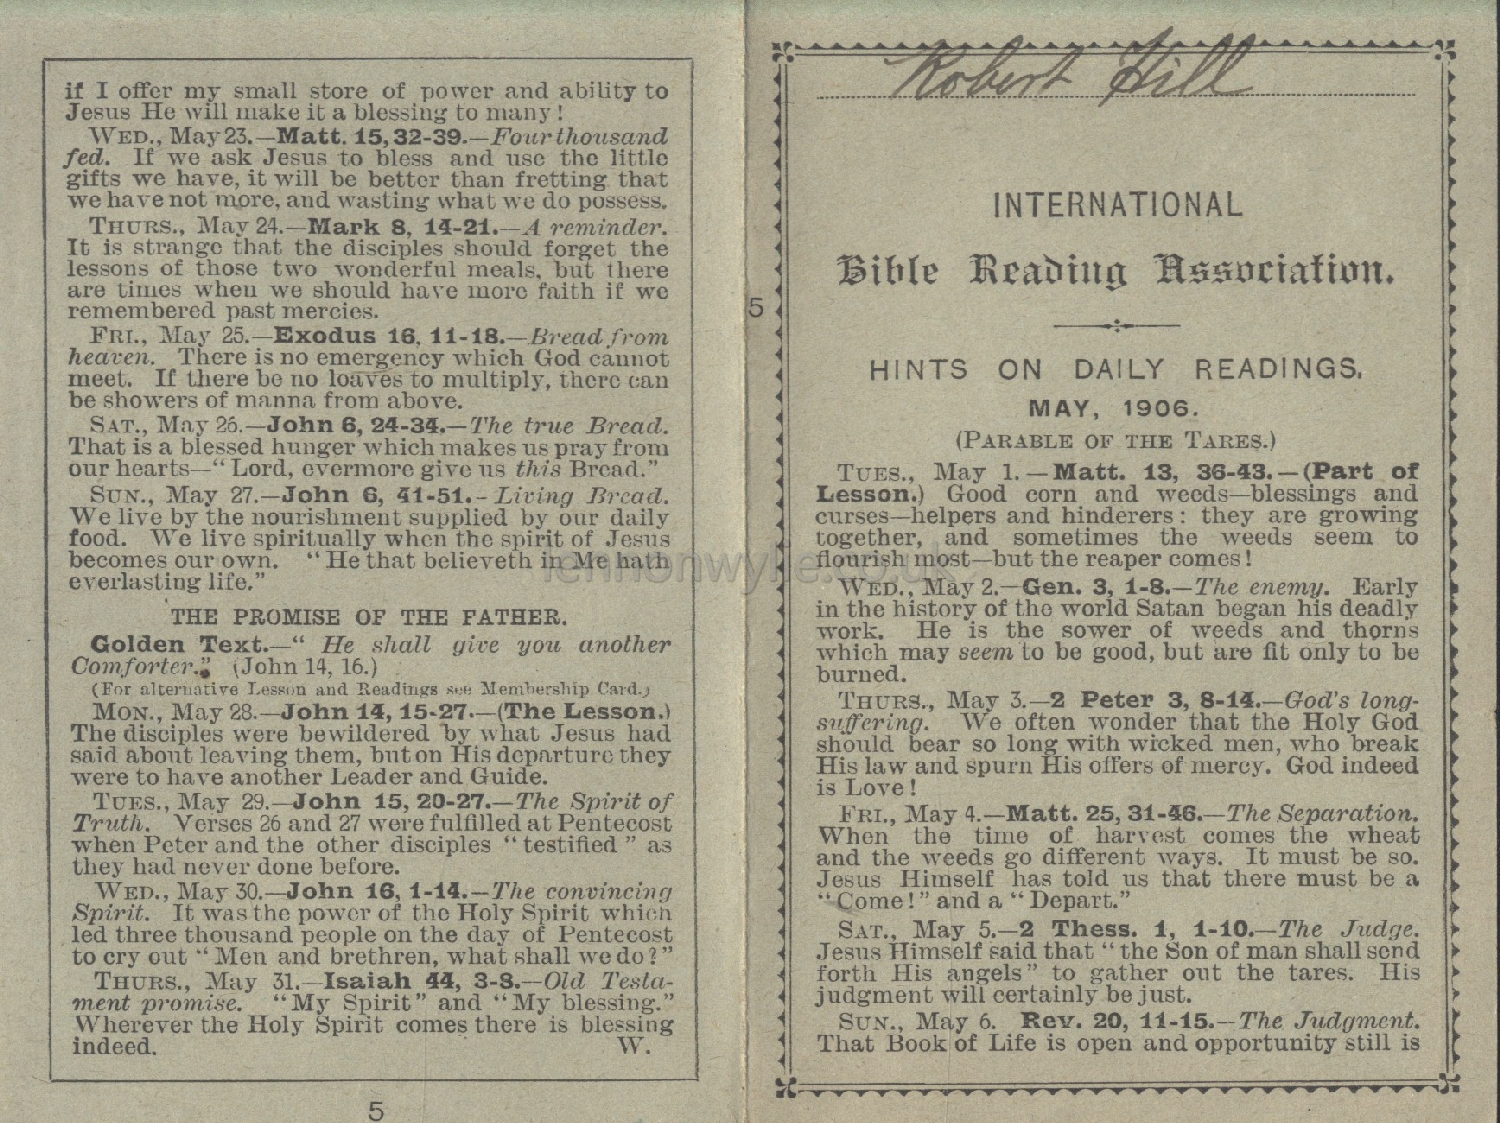 if I offer my small store of power and ability to
Jesus He will make it a blessing to many!
WED., May 23.—Matt. 15, 32-39.—Four thousand
fed. If we ask Jesus to bless and use the little
gifts we have, it will be better than fretting that
we have not more, and wasting what we do possess.
THURS., May 24.—Mark 8, 14-21.—A reminder.
It is strange that the disciples should forget the
lessons of those two wonderful meals, but there
are times when we should have more faith if we
remembered past mercies.
FRI., May 25.—Exodus 16, 11-18.—Bread from
heaven. There is no emergency which God cannot
meet. If there be no loaves to multiply, there can
be showers of manna from above.
SAT., May 26.—John 6, 24-34.—The true Bread.
That is a blessed hunger which makes us pray from
our hearts—"Lord, evermore give us this Bread."
SUN., May 27.—John 6, 41-51.-Living Bread.
We live by the nourishment supplied by our daily
food. We live spiritually when the spirit of Jesus
becomes our own. "He that believeth in Me hath
everlasting life."
THE PROMISE OF THE FATHER.
Golden Text.—" He shall give you another
Comforter." (John 14, 16.)
(For alternative Lesson and Readings see Membership Card.)
MON., May 28.—John 14, 15-27.—(The Lesson.)
The disciples were bewildered by what Jesus had
said about leaving them, but on His departure they
were to have another Leader and Guide.
TUES., May 29.—John 15, 20-27.—The Spirit of
Truth. Verses 26 and 27 were fulfilled at Pentecost
when Peter and the other disciples "testified" as
they had never done before.
WED., May 30.—John 16, 1-14.—The convincing
Spirit. It was the power of the Holy Spirit which
led three thousand people on the day of Pentecost
to cry out "Men and brethren, what shall we do?"
THURS., May 31.—Isaiah 44, 3-8.—Old Testa-
ment promise. "My Spirit" and "My blessing."
Wherever the Holy Spirit comes there is blessing
indeed. W.
5
5
Robert Hill
INTERNATIONAL
Bible Reading Association.
HINTS ON DAILY READINGS.
MAY, 1906.
(PARABLE OF THE TARES.)
TUES., May 1.—Matt. 13, 36-43.—(Part of
Lesson.) Good corn and weeds—blessings and
curses—helpers and hinderers: they are growing
together, and sometimes the weeds seem to
flourish most—but the reaper comes!
WED., May 2.—Gen. 3, 1-8.—The enemy. Early
in the history of the world Satan began his deadly
work. He is the sower of weeds and thorns
which may seem to be good, but are fit only to be
burned.
THURS., May 3.—2 Peter 3, 8-14.—God's long-
suffering. We often wonder that the Holy God
should bear so long with wicked men, who break
His law and spurn His offers of mercy. God indeed
is Love!
FRI., May 4.—Matt. 25, 31-46.—The Separation.
When the time of harvest comes the wheat
and the weeds go different ways. It must be so.
Jesus Himself has told us that there must be a
"Come!" and a "Depart."
SAT., May 5.—2 Thess. 1, 1-10.—The Judge.
Jesus Himself said that "the Son of man shall send
forth His angels" to gather out the tares. His
judgment will certainly be just.
SUN., May 6. Rev. 20, 11-15.—The Judgment.
That Book of Life is open and opportunity still is
lennonwylie.co.uk